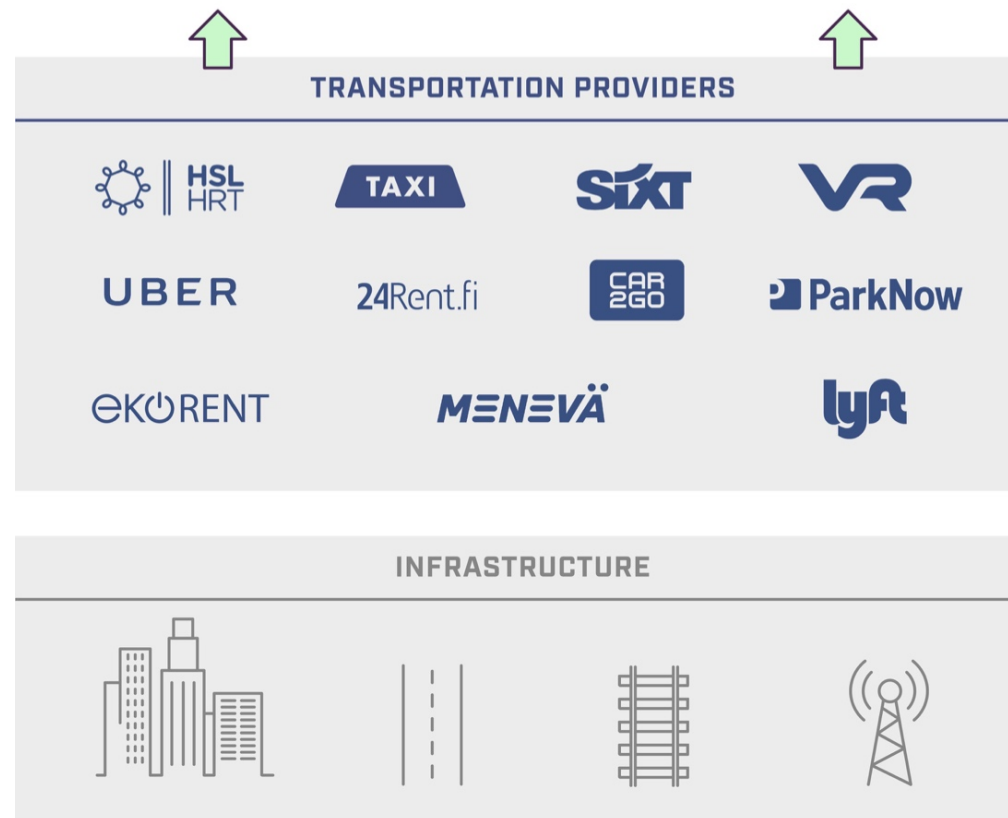 TRANSPORTATION PROVIDERS
HSL
HRT
TAXI
SIXT
VR
UBER
24Rent.fi
CAR
2GO
P ParkNow
eKORENT
MENEVÄ
lyft
INFRASTRUCTURE